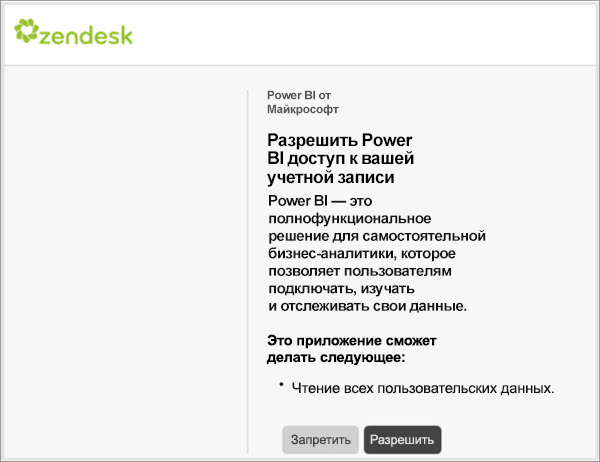 zendesk
Power BI от
Майкрософт
Разрешить Power
BI доступ к вашей
учетной записи
Power BI — это
полнофункциональное
решение для самостоятельной
бизнес-аналитики, которое
позволяет пользователям
подключать, изучать
и отслеживать свои данные.
Это приложение сможет
делать следующее:
• Чтение всех пользовательских данных.
Запретить Разрешить